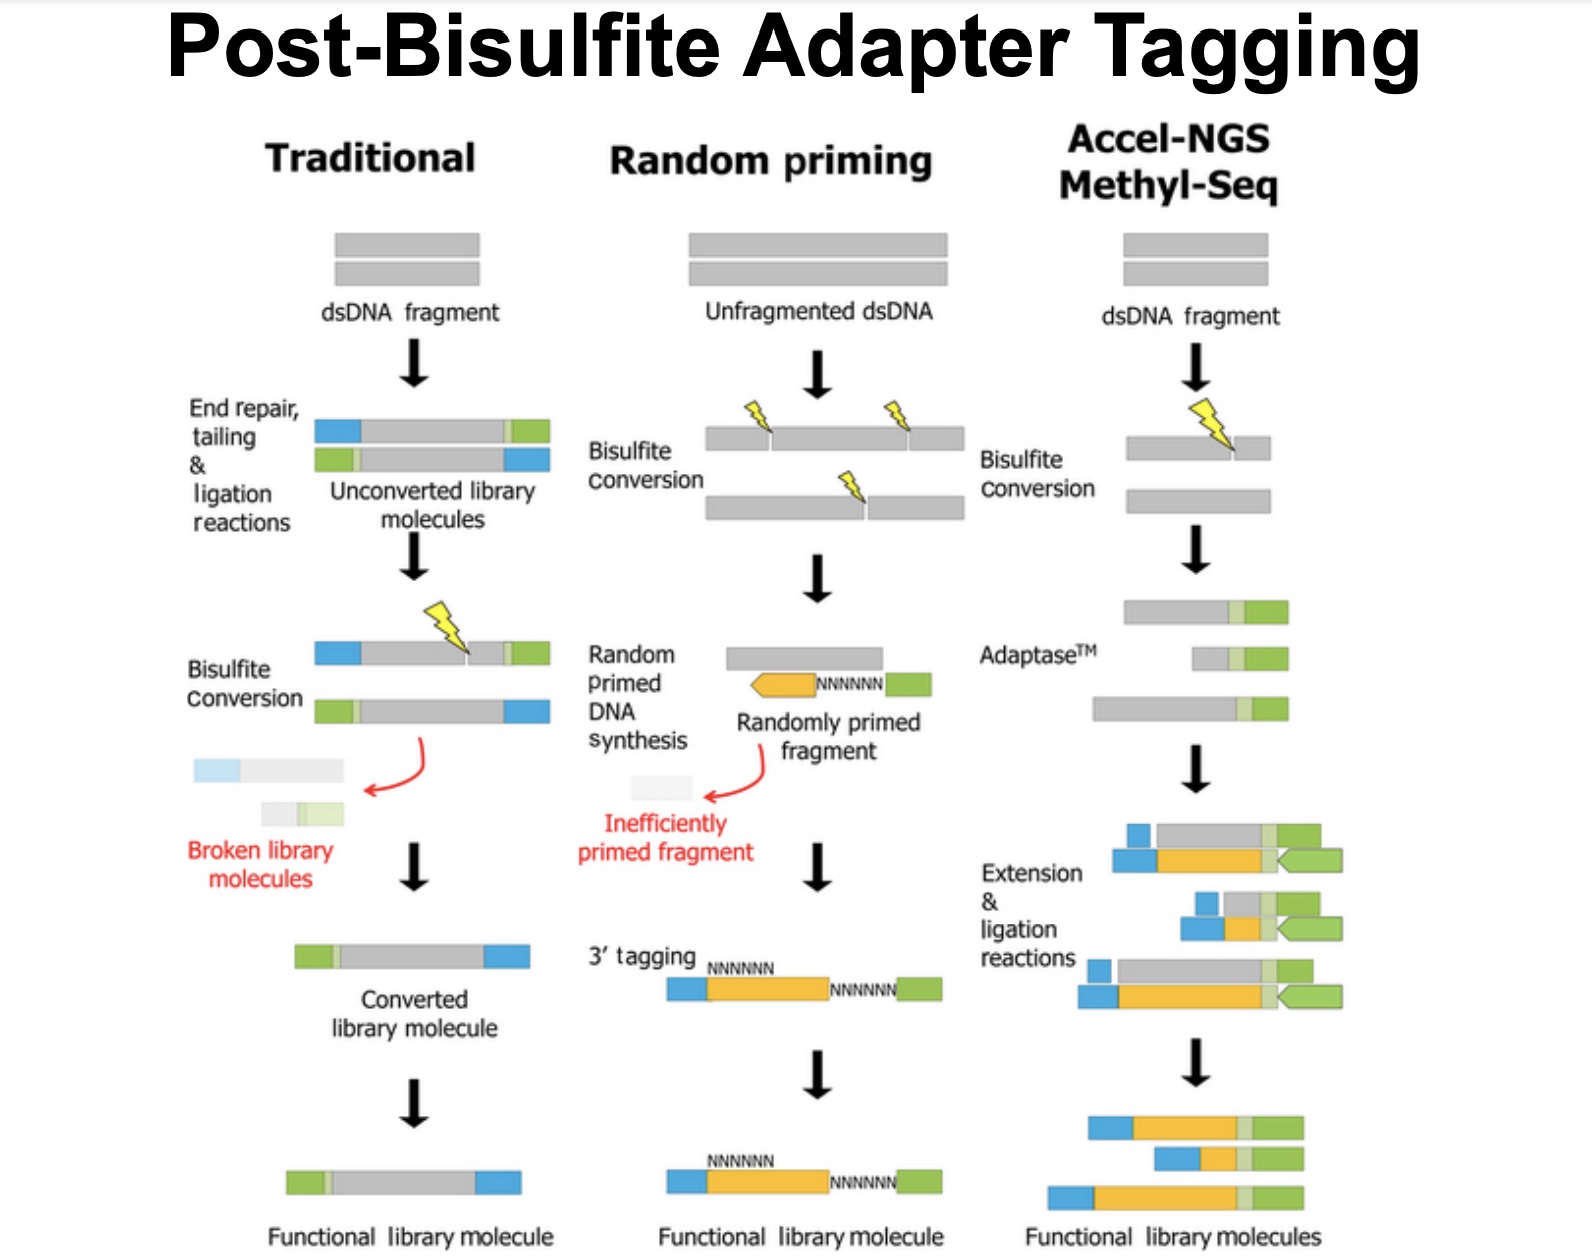 Post-Bisulfite Adapter Tagging
Traditional
dsDNA fragment
End repair,
tailing
&
ligation
reactions
Unconverted library
molecules
Bisulfite
conversion
Broken library
molecules
Converted
library molecule
Functional library molecule
Random priming
Unfragmented dsDNA
Bisulfite
conversion
Random
primed
DNA
synthesis
NNNNNN
Randomly primed
fragment
Inefficiently
primed fragment
3’ tagging
NNNNNN
NNNNNN
NNNNNN
NNNNNN
Functional library molecule
Accel-NGS
Methyl-Seq
dsDNA fragment
Bisulfite
conversion
Adaptase™
Extension
&
ligation
reactions
Functional library molecules